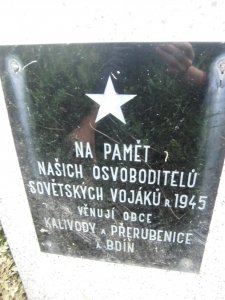 NA PAMĚT
NAŠICH OSVOBODITELŮ
SOVĚTSKÝCH VOJÁKŮ R. 1945
VĚNUJÍ OBCE
KALIVODY A PŘERUBENICE
A BDÍN